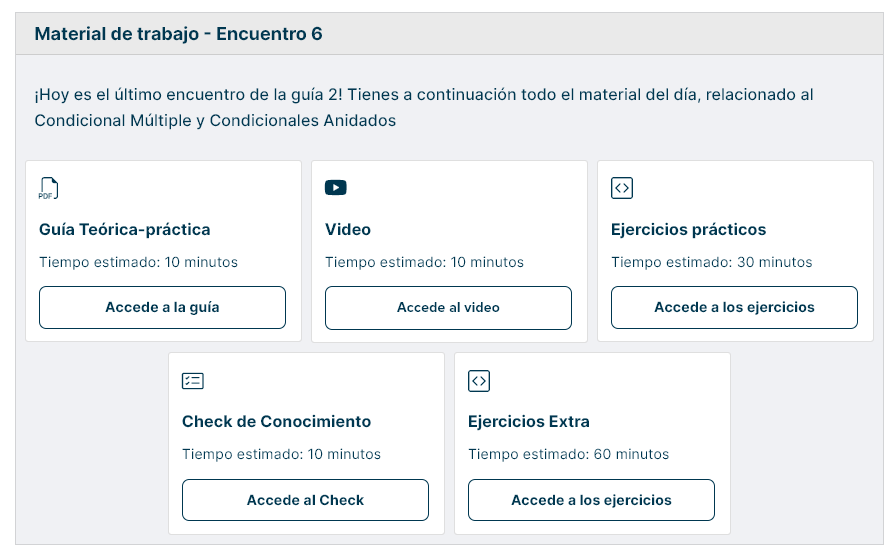 Material de trabajo - Encuentro 6
¡Hoy es el último encuentro de la guía 2! Tienes a continuación todo el material del día, relacionado al
Condicional Múltiple y Condicionales Anidados
PDF
Guía Teórica-práctica
Tiempo estimado: 10 minutos
Accede a la guía
Video
Tiempo estimado: 10 minutos
Accede al video
Ejercicios prácticos
Tiempo estimado: 30 minutos
Accede a los ejercicios
Check de Conocimiento
Tiempo estimado: 10 minutos
Accede al Check
Ejercicios Extra
Tiempo estimado: 60 minutos
Accede a los ejercicios